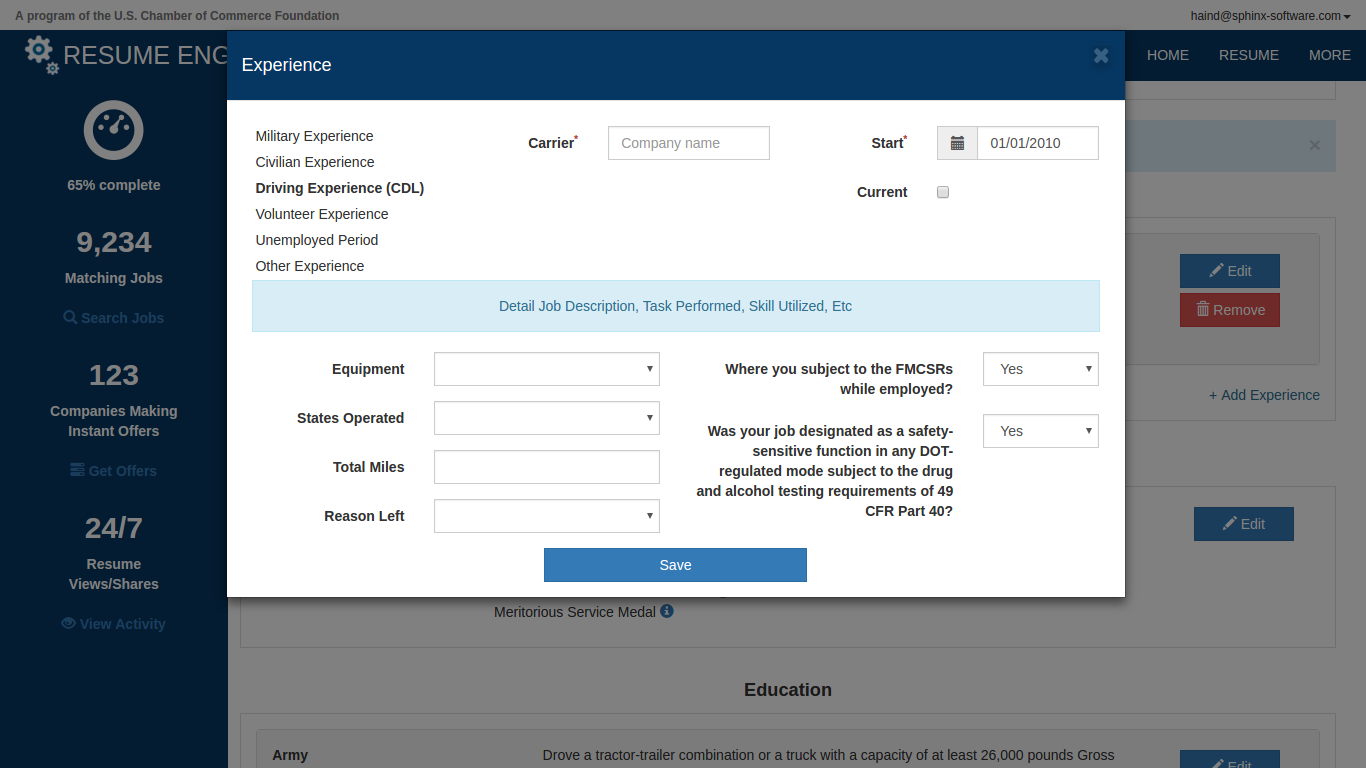 A program of the U.S. Chamber of Commerce Foundation
haind@sphinx-software.com
RESUME ENG
HOME
RESUME
MORE
Experience
65% complete
9,234
Matching Jobs
Search Jobs
123
Companies Making
Instant Offers
Get Offers
24/7
Resume
Views/Shares
View Activity
Military Experience
Civilian Experience
Driving Experience (CDL)
Volunteer Experience
Unemployed Period
Other Experience
Carrier*
Company name
Start*
01/01/2010
Current
Detail Job Description, Task Performed, Skill Utilized, Etc
Equipment
States Operated
Total Miles
Reason Left
Where you subject to the FMCSRs
while employed?
Yes
Was your job designated as a safety-
sensitive function in any DOT-
regulated mode subject to the drug
and alcohol testing requirements of 49
CFR Part 40?
Yes
Save
Edit
Remove
+ Add Experience
Edit
Meritorious Service Medal
Education
Army
Drove a tractor-trailer combination or a truck with a capacity of at least 26,000 pounds Gross
Edit